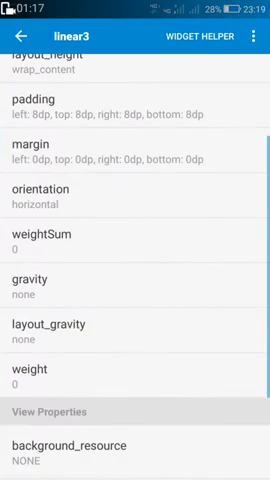 01:17
28% 23:19
linear3 WIDGET HELPER
layout_height
wrap_content
padding
left: 8dp, top: 8dp, right: 8dp, bottom: 8dp
margin
left: 0dp, top: 0dp, right: 0dp, bottom: 0dp
orientation
horizontal
weightSum
0
gravity
none
layout_gravity
none
weight
0
View Properties
background_resource
NONE